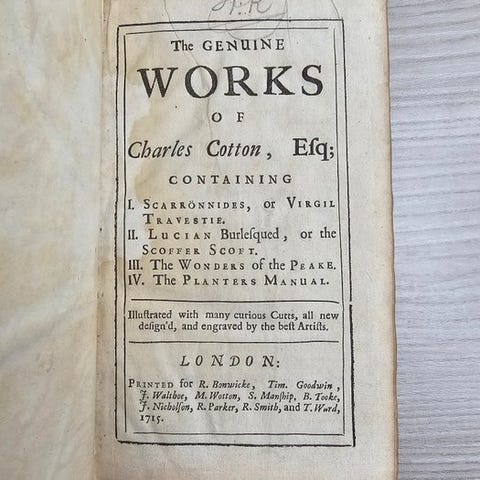 The GENUINE
WORKS
OF
Charles Cotton, Eſq;
CONTAINING
I. SCARRÖNNIDES, or VIRGIL
TRAVESTIE.
II. LUCIAN Burleſqued, or the
SCOFFER SCOFT.
III. The WONDERS of the PEAKE.
IV. The PLANTERS MANUAL.
Illuſtrated with many curious Cutts, all new
deſign'd, and engraved by the beſt Artiſts.
LONDON:
PRINTED for R. Bonwicke, Tim. Goodwin,
J. Walthoe, M. Wotton, S. Manſhip, B. Tooke,
J. Nicholſon, R. Parker, R. Smith, and T. Ward,
1715.